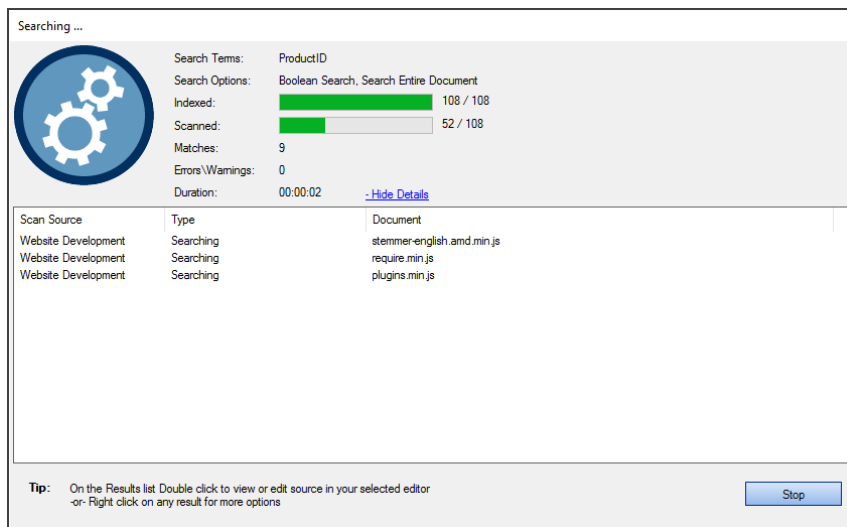 Searching ...
Search Terms: ProductID
Search Options: Boolean Search, Search Entire Document
Indexed: 108 / 108
Scanned: 52 / 108
Matches: 9
Errors\Warnings: 0
Duration: 00:00:02 - Hide Details
Scan Source Type Document
Website Development Searching stemmer-english.amd.min.js
Website Development Searching require.min.js
Website Development Searching plugins.min.js
Tip: On the Results list Double click to view or edit source in your selected editor
-or- Right click on any result for more options
Stop